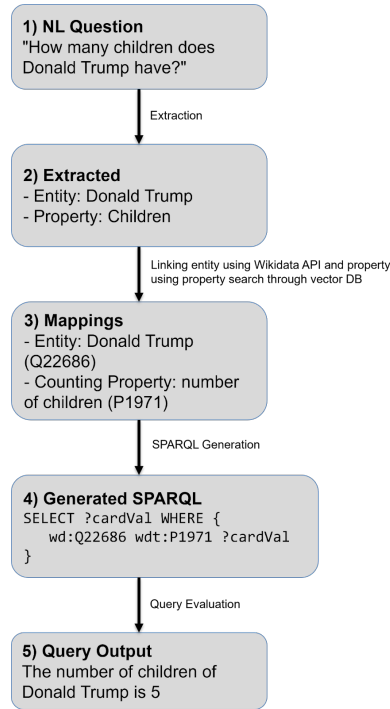 1) NL Question
"How many children does
Donald Trump have?"
Extraction
2) Extracted
- Entity: Donald Trump
- Property: Children
Linking entity using Wikidata API and property
using property search through vector DB
3) Mappings
- Entity: Donald Trump
(Q22686)
- Counting Property: number
of children (P1971)
SPARQL Generation
4) Generated SPARQL
SELECT ?cardVal WHERE {
wd:Q22686 wdt:P1971 ?cardVal
}
Query Evaluation
5) Query Output
The number of children of
Donald Trump is 5